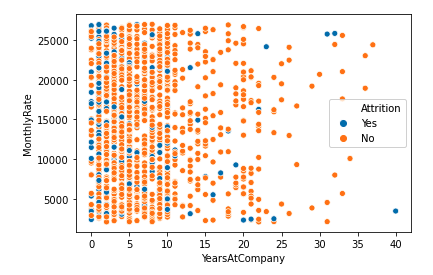 25000
20000
15000
10000
5000
MonthlyRate
Attrition
Yes
No
0 5 10 15 20 25 30 35 40
YearsAtCompany